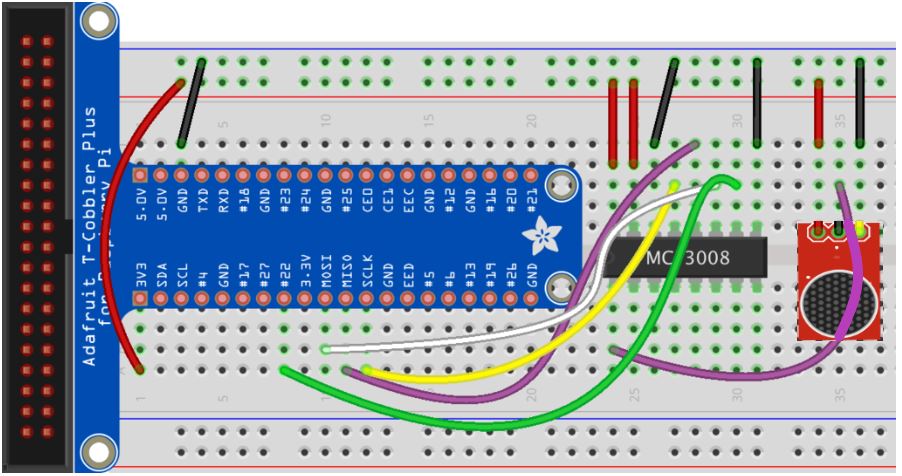 Adafruit T-Cobbler Plus
for Pi
5 10 15 20 30 35
5.0V 5.0V GND TXD RXD #18 GND #23 #24 GND #25 CE0 CE1 EEC GND #12 GND #16 #20 #21
3V3 SDA SCL #4 GND #17 #27 #22 3.3V MOSI MISO SCLK GND EED #5 #6 #13 #19 #26 GND
MC 3008
1 5 20 25 30 35